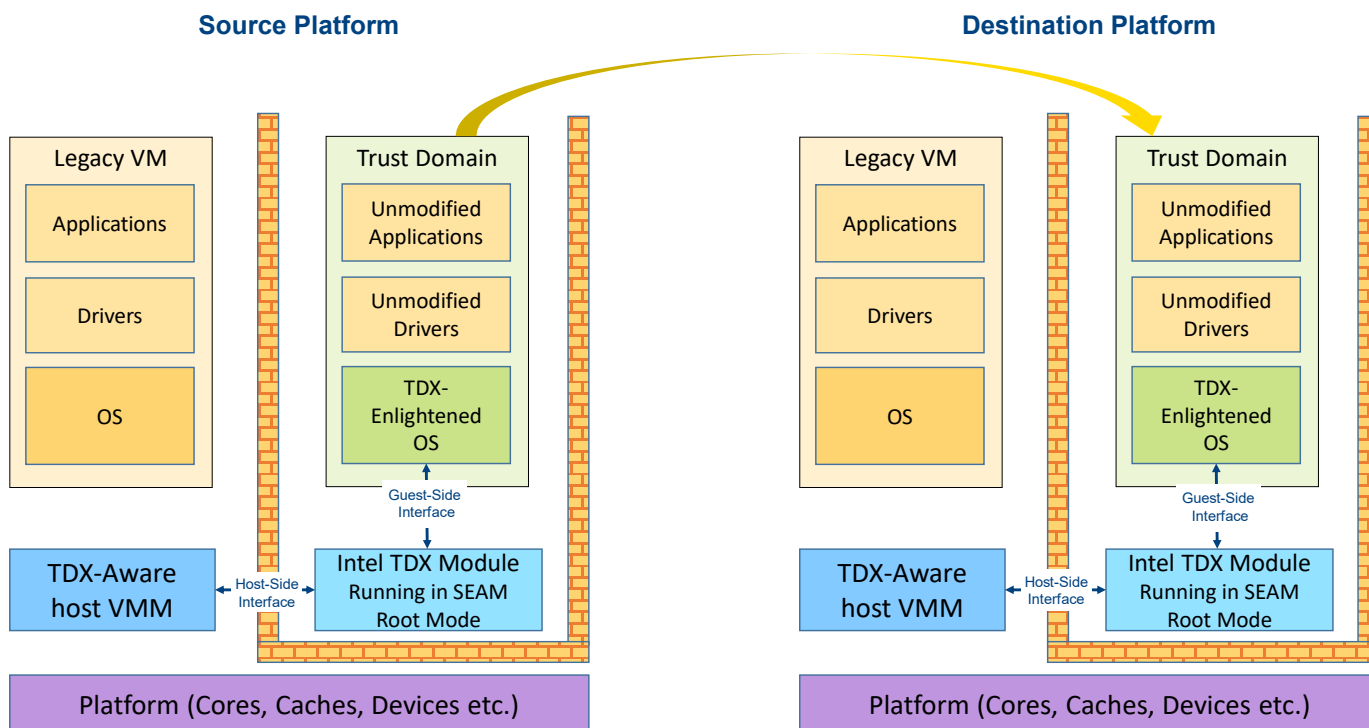 Source Platform
Destination Platform
Legacy VM
Applications
Drivers
OS
Trust Domain
Unmodified
Applications
Unmodified
Drivers
TDX-
Enlightened
OS
Guest-Side
Interface
TDX-Aware
host VMM
Host-Side
Interface
Intel TDX Module
Running in SEAM
Root Mode
Platform (Cores, Caches, Devices etc.)
Legacy VM
Applications
Drivers
OS
Trust Domain
Unmodified
Applications
Unmodified
Drivers
TDX-
Enlightened
OS
Guest-Side
Interface
TDX-Aware
host VMM
Host-Side
Interface
Intel TDX Module
Running in SEAM
Root Mode
Platform (Cores, Caches, Devices etc.)